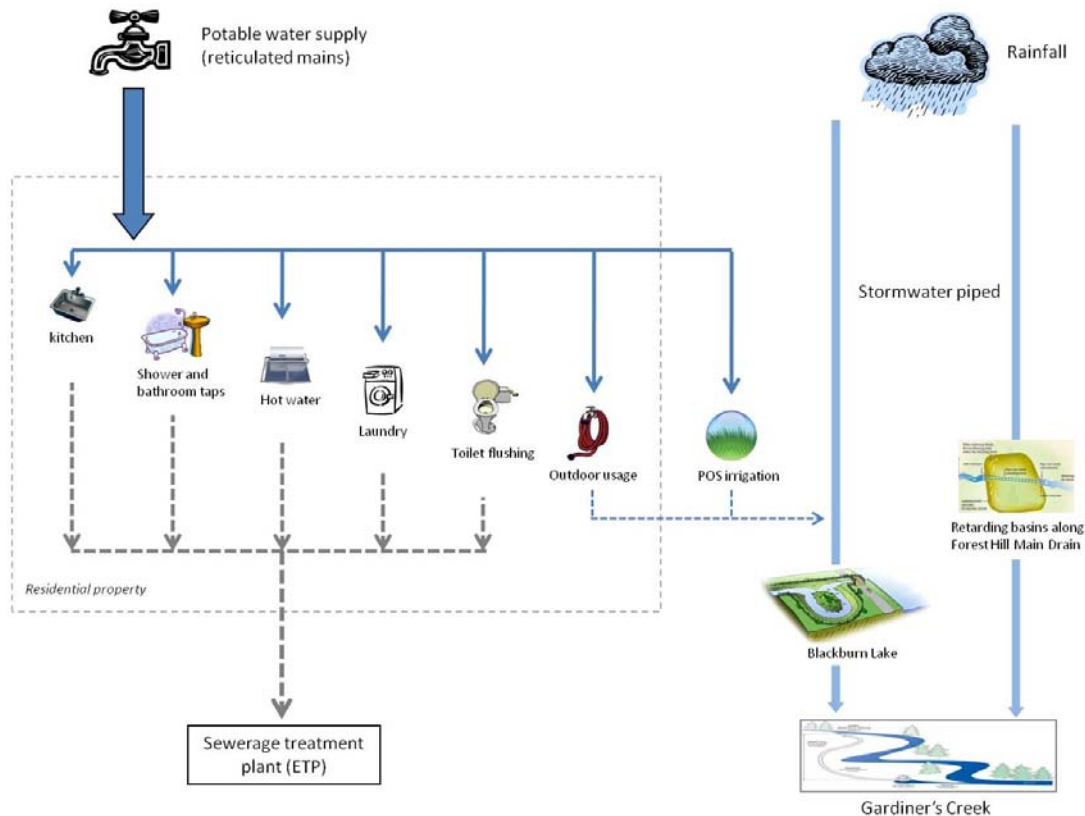 Potable water supply
(reticulated mains)
Rainfall
kitchen
Shower and
bathroom taps
Hot water
Laundry
Toilet flushing
Outdoor usage
POS irrigation
Stormwater piped
Retarding basins along
Forest Hill Main Drain
Residential property
Blackburn Lake
Sewerage treatment
plant (ETP)
Gardiner's Creek